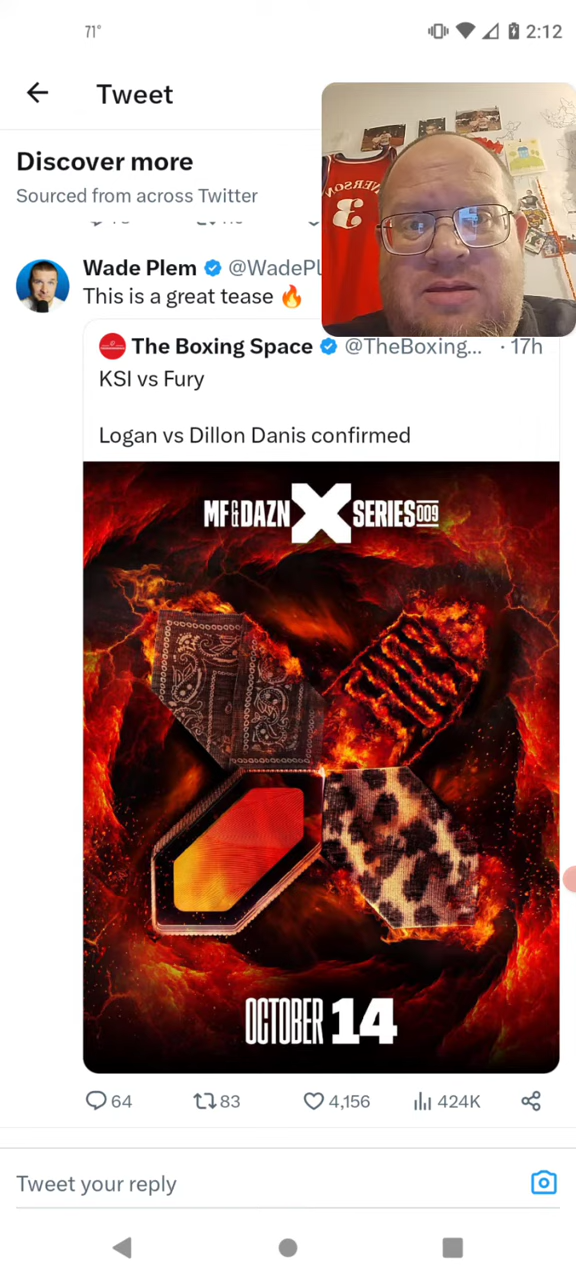 71°
2:12
Tweet
Discover more
Sourced from across Twitter
Wade Plem @WadePl
This is a great tease 🔥
The Boxing Space @TheBoxing... · 17h
KSI vs Fury
Logan vs Dillon Danis confirmed
MF&DAZN X SERIES 009
OCTOBER 14
64 83 4,156 424K
Tweet your reply